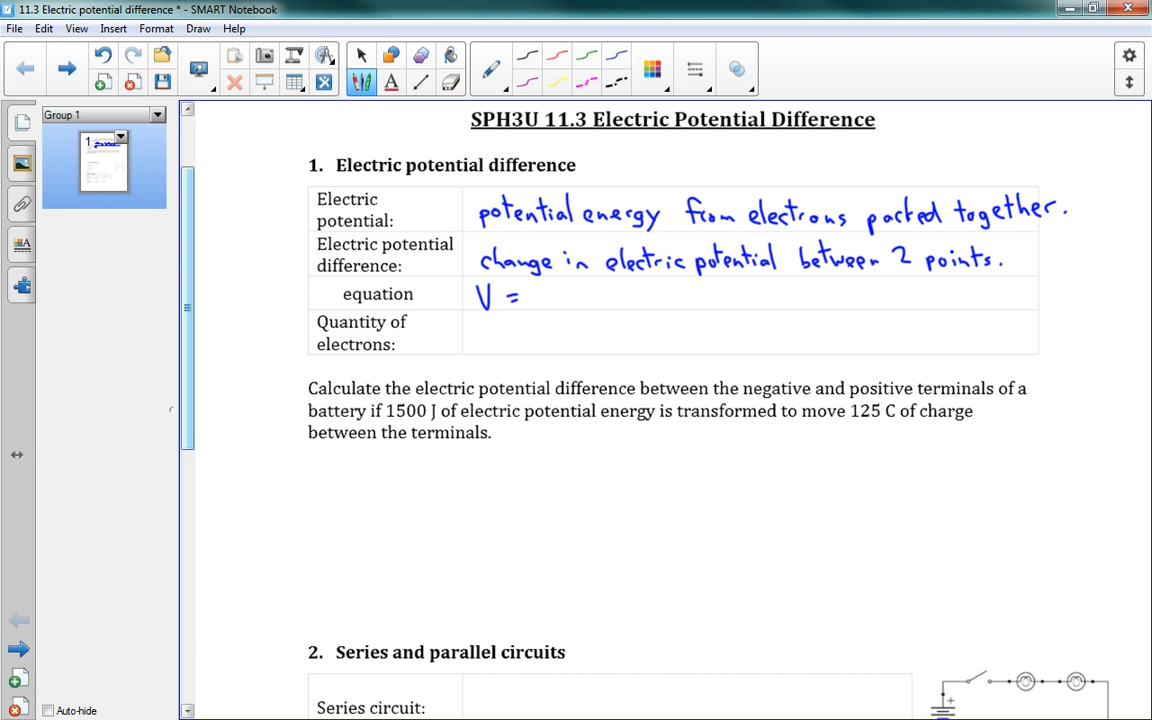 11.3 Electric potential difference * - SMART Notebook
File Edit View Insert Format Draw Help
Group 1
1
SPH3U 11.3 Electric Potential Difference
1. Electric potential difference
Electric potential: potential energy from electrons packed together.
Electric potential difference: change in electric potential between 2 points.
equation V =
Quantity of electrons:
Calculate the electric potential difference between the negative and positive terminals of a
battery if 1500 J of electric potential energy is transformed to move 125 C of charge
between the terminals.
2. Series and parallel circuits
Series circuit:
Auto-hide